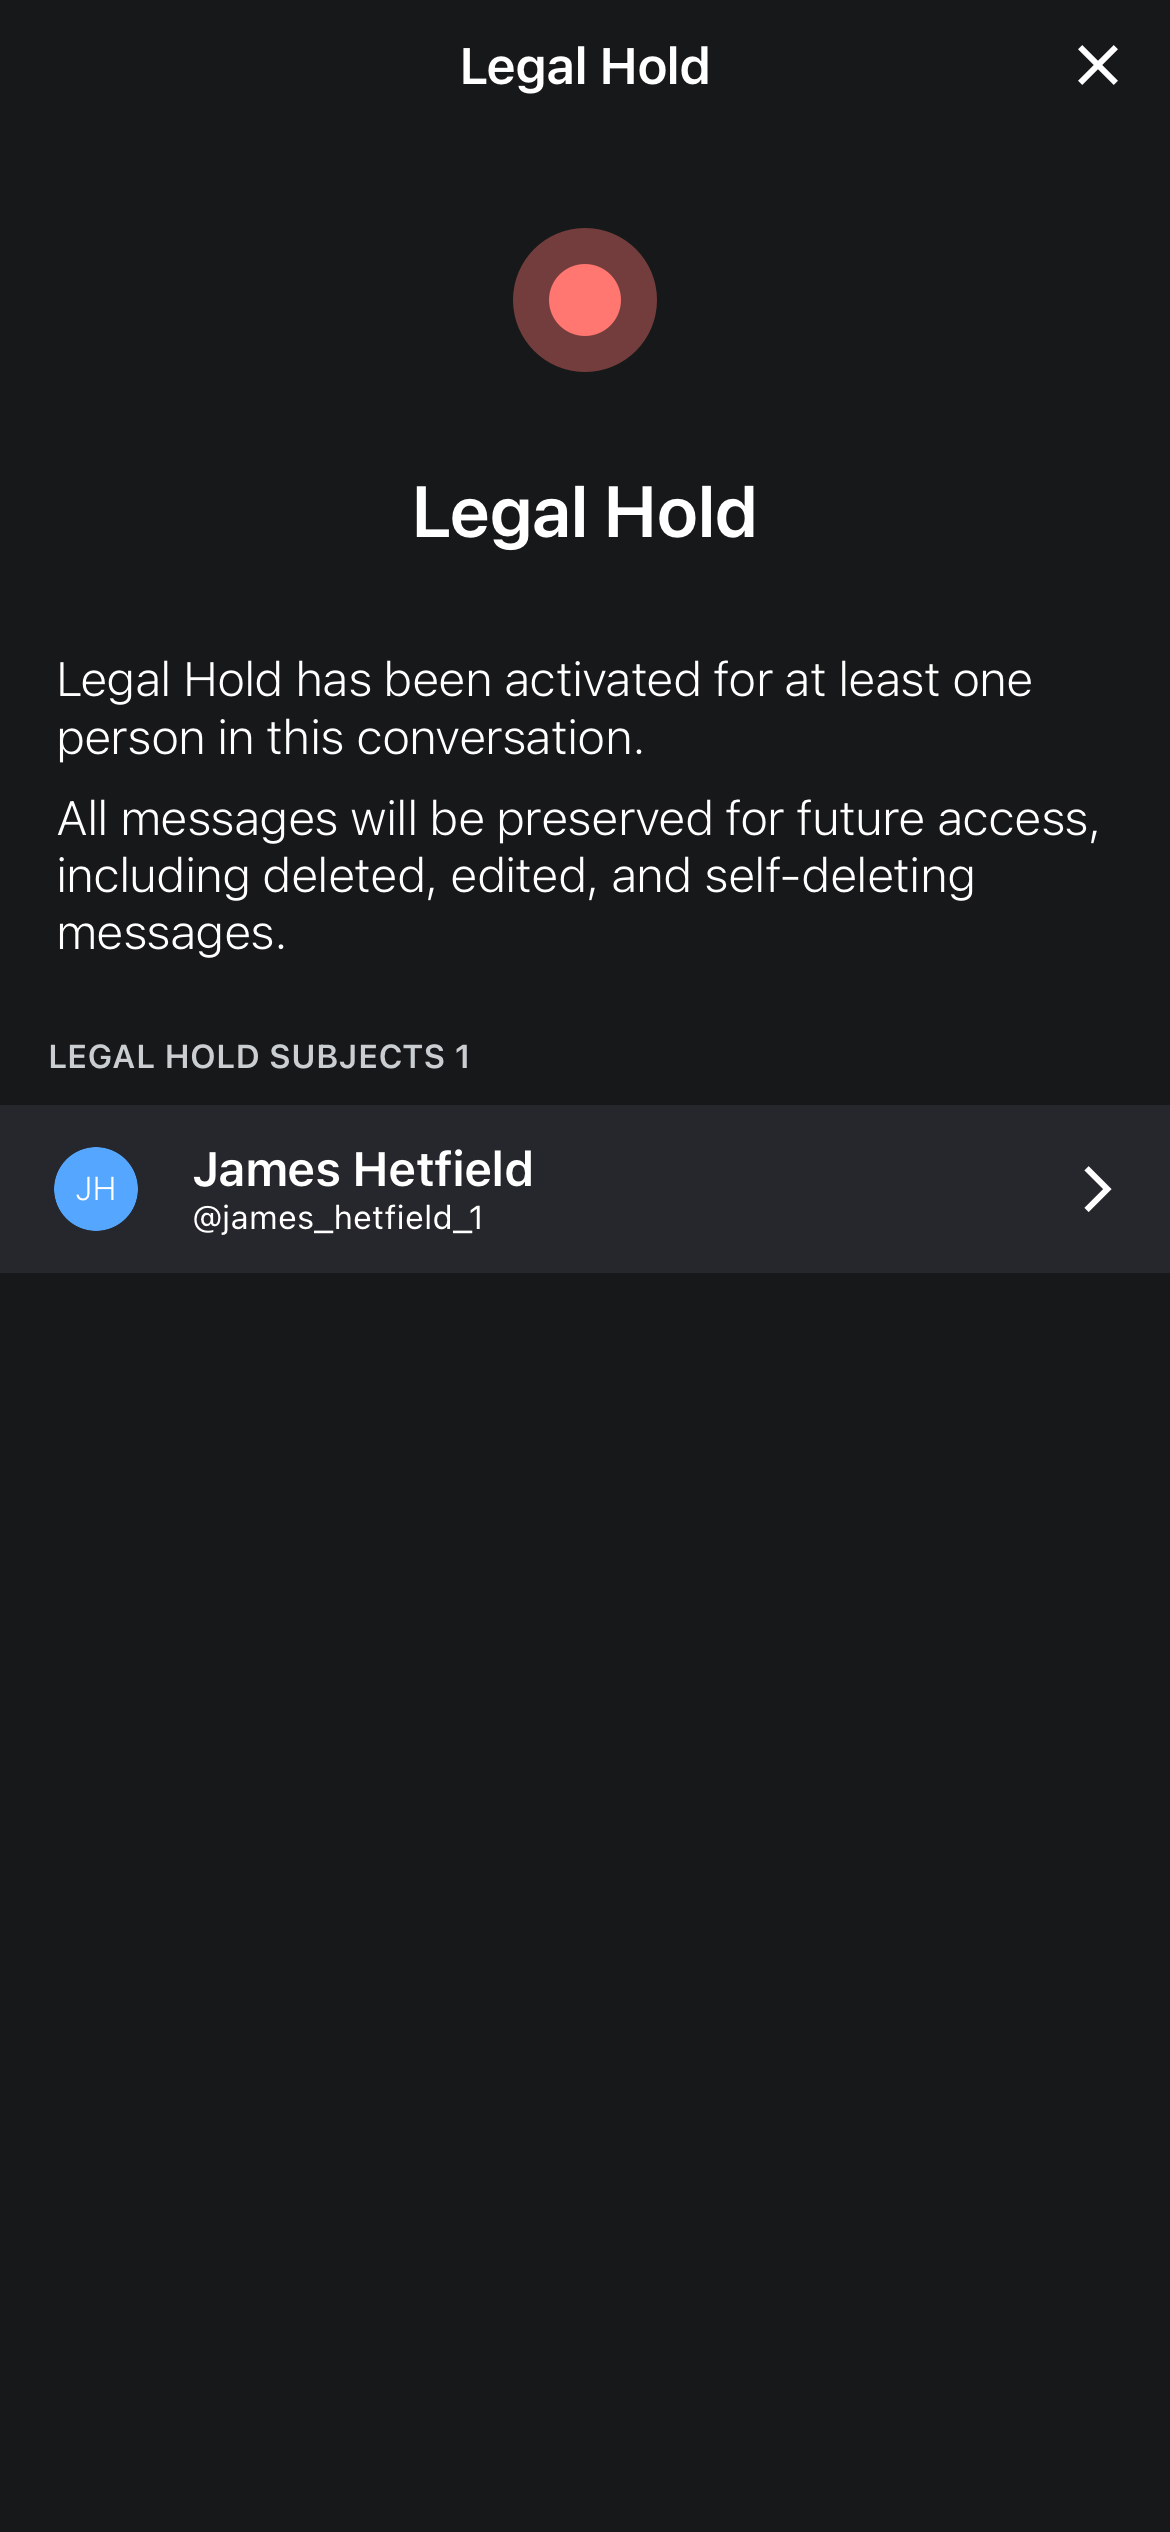 Legal Hold
Legal Hold
Legal Hold has been activated for at least one
person in this conversation.
All messages will be preserved for future access,
including deleted, edited, and self-deleting
messages.
LEGAL HOLD SUBJECTS 1
JH
James Hetfield
@james_hetfield_1